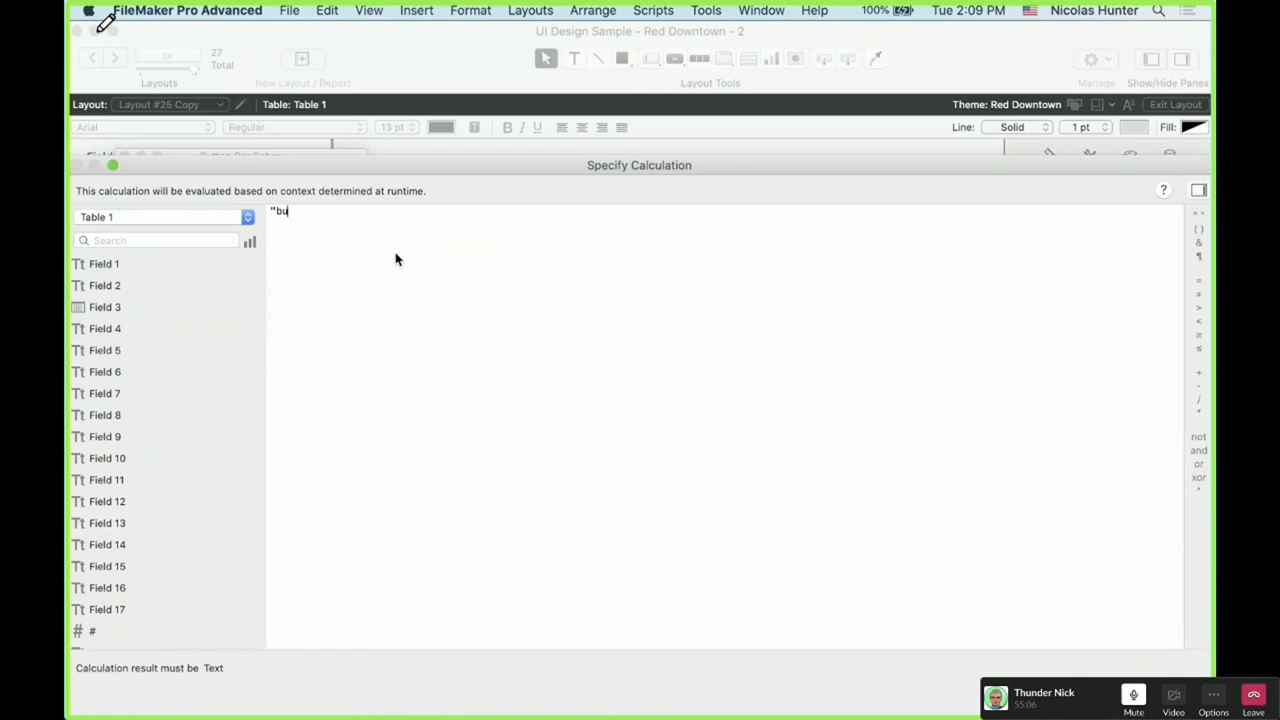 FileMaker Pro Advanced File Edit View Insert Format Layouts Arrange Scripts Tools Window Help 100% Tue 2:09 PM Nicolas Hunter
UI Design Sample - Red Downtown - 2
26
27
Total
Layouts
New Layout / Report
Layout Tools
Manage
Show/Hide Panes
Layout: Layout #25 Copy Table: Table 1 Theme: Red Downtown Exit Layout
Arial Regular 13 pt B I U Line: Solid 1 pt Fill:
Field
Specify Calculation
This calculation will be evaluated based on context determined at runtime. ?
Table 1
"bu
Search
Field 1
Field 2
Field 3
Field 4
Field 5
Field 6
Field 7
Field 8
Field 9
Field 10
Field 11
Field 12
Field 13
Field 14
Field 15
Field 16
Field 17
# #
" "
( )
&
¶
=
≠
>
<
≥
≤
+
-
/
*
not
and
or
xor
^
Calculation result must be Text
Thunder Nick
55:06
Mute Video Options Leave